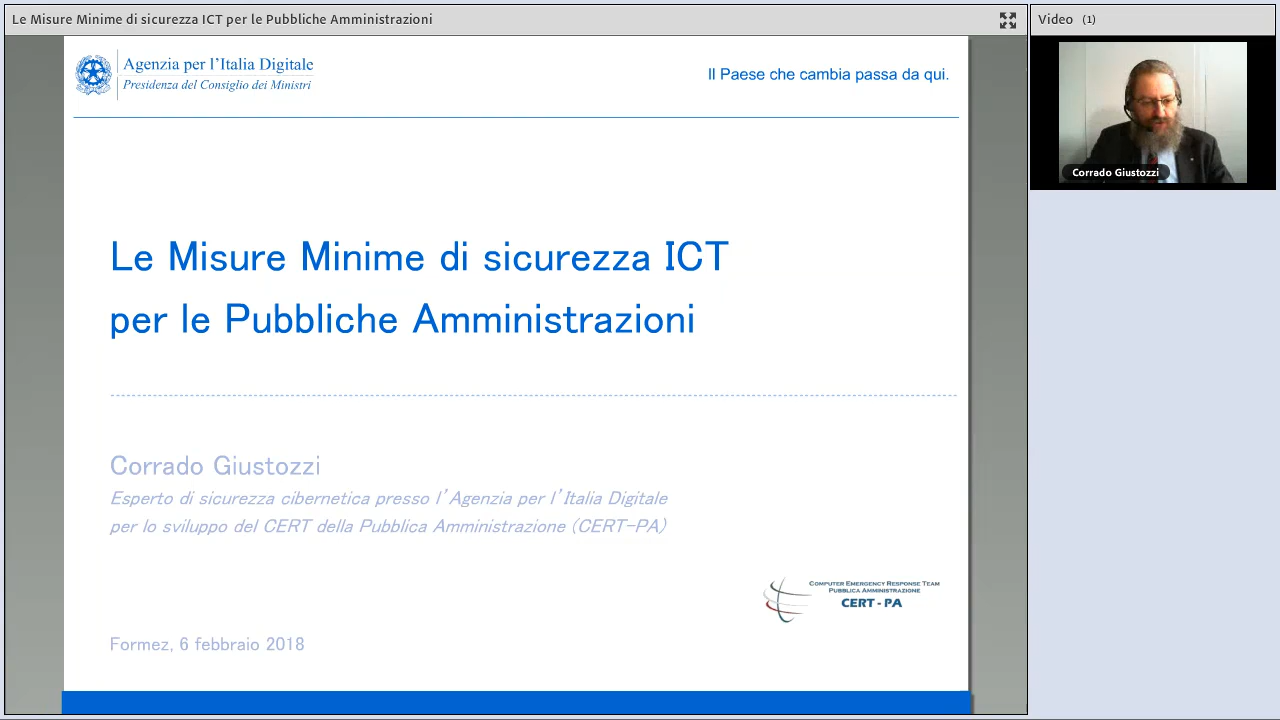 Le Misure Minime di sicurezza ICT per le Pubbliche Amministrazioni
Video (1)
Agenzia per l'Italia Digitale
Presidenza del Consiglio dei Ministri
Il Paese che cambia passa da qui.
Corrado Giustozzi
Le Misure Minime di sicurezza ICT
per le Pubbliche Amministrazioni
Corrado Giustozzi
Esperto di sicurezza cibernetica presso l'Agenzia per l'Italia Digitale
per lo sviluppo del CERT della Pubblica Amministrazione (CERT-PA)
Computer Emergency Response Team
Pubblica Amministrazione
CERT - PA
Formez, 6 febbraio 2018